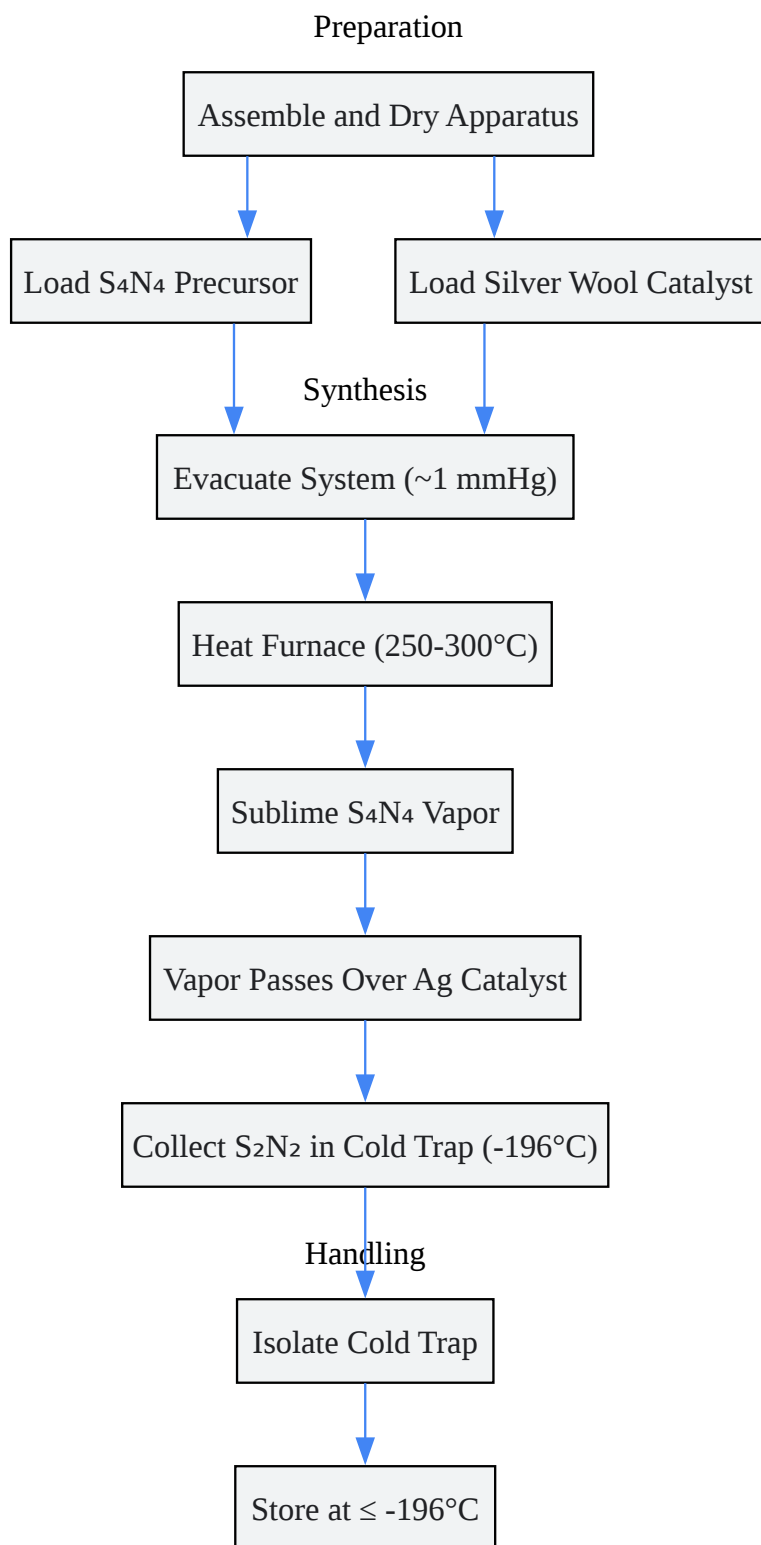 Preparation
Assemble and Dry Apparatus
Load S₄N₄ Precursor
Load Silver Wool Catalyst
Synthesis
Evacuate System (~1 mmHg)
Heat Furnace (250-300°C)
Sublime S₄N₄ Vapor
Vapor Passes Over Ag Catalyst
Collect S₂N₂ in Cold Trap (-196°C)
Handling
Isolate Cold Trap
Store at ≤ -196°C